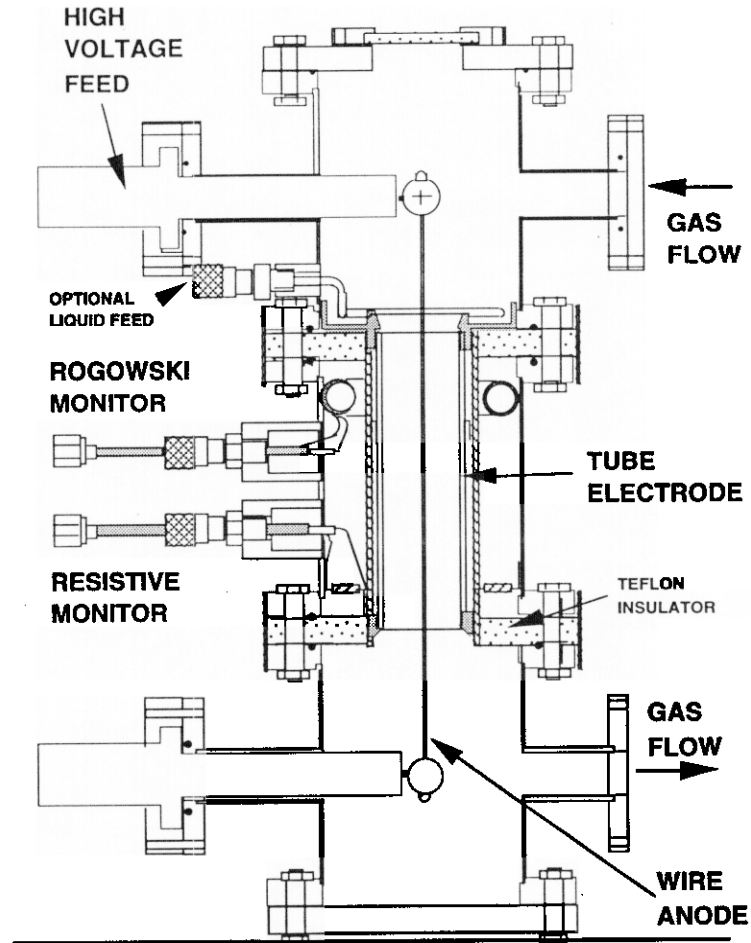 HIGH
VOLTAGE
FEED
GAS
FLOW
OPTIONAL
LIQUID FEED
ROGOWSKI
MONITOR
TUBE
ELECTRODE
RESISTIVE
MONITOR
TEFLON
INSULATOR
GAS
FLOW
WIRE
ANODE